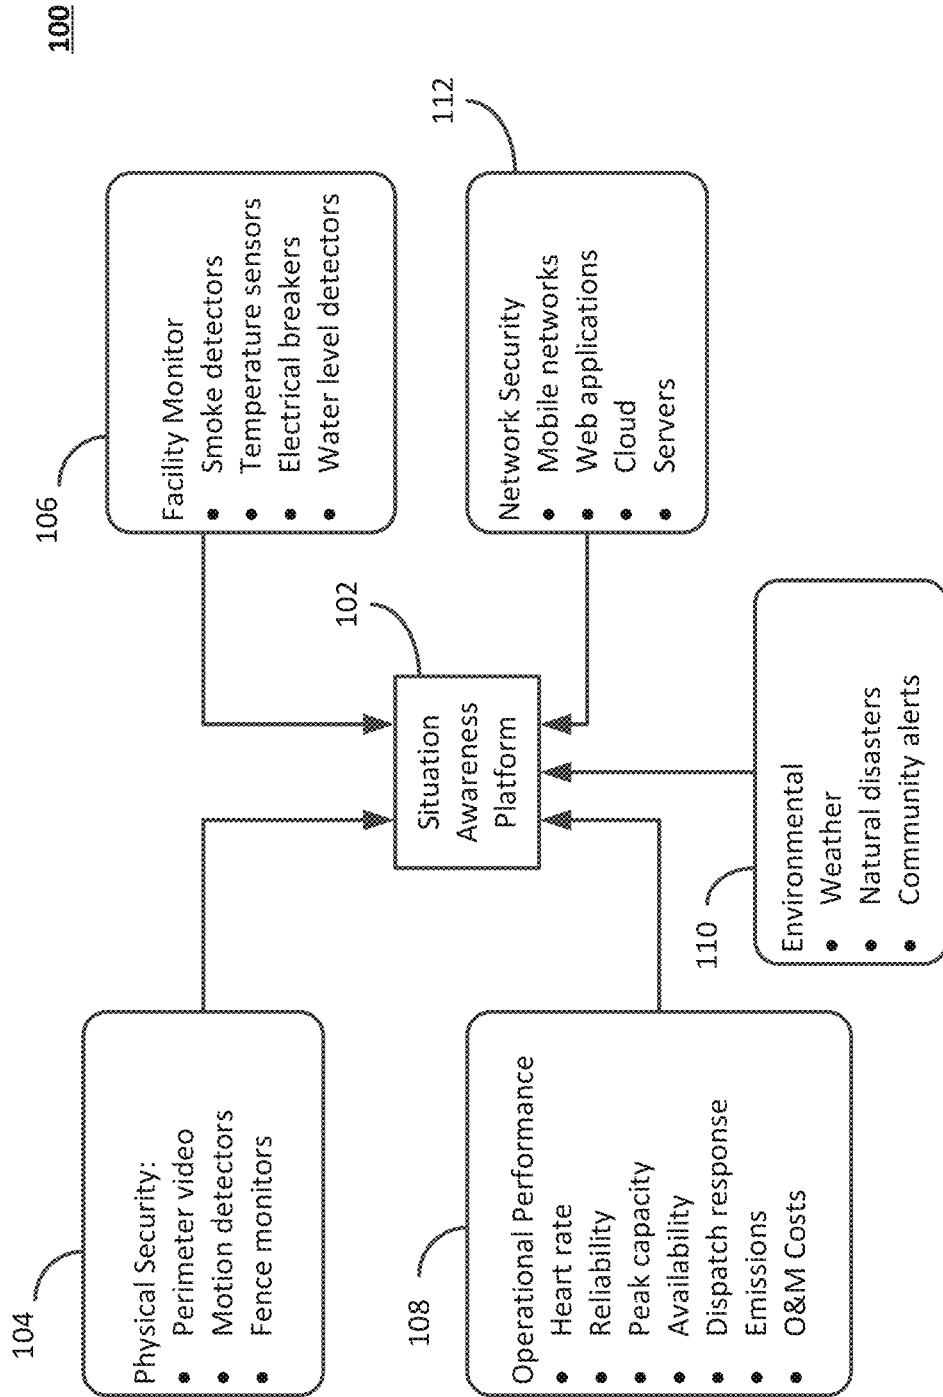 100
104
Physical Security:
• Perimeter video
• Motion detectors
• Fence monitors
106
Facility Monitor
• Smoke detectors
• Temperature sensors
• Electrical breakers
• Water level detectors
102
Situation
Awareness
Platform
108
Operational Performance
• Heart rate
• Reliability
• Peak capacity
• Availability
• Dispatch response
• Emissions
• O&M Costs
110
Environmental
• Weather
• Natural disasters
• Community alerts
112
Network Security
• Mobile networks
• Web applications
• Cloud
• Servers